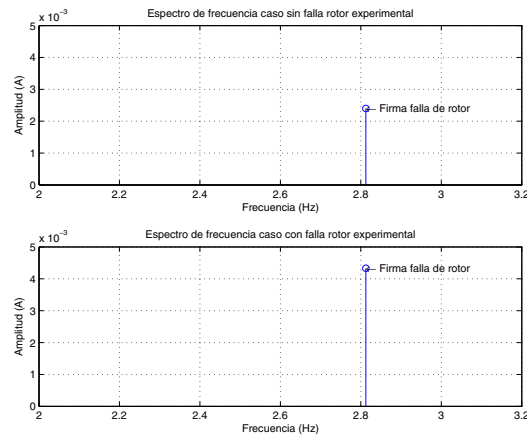 Espectro de frecuencia caso sin falla rotor experimental
x 10⁻³
5
4
3
2
1
0
Amplitud (A)
Firma falla de rotor
2 2.2 2.4 2.6 2.8 3 3.2
Frecuencia (Hz)
Espectro de frecuencia caso con falla rotor experimental
x 10⁻³
5
4
3
2
1
0
Amplitud (A)
Firma falla de rotor
2 2.2 2.4 2.6 2.8 3 3.2
Frecuencia (Hz)